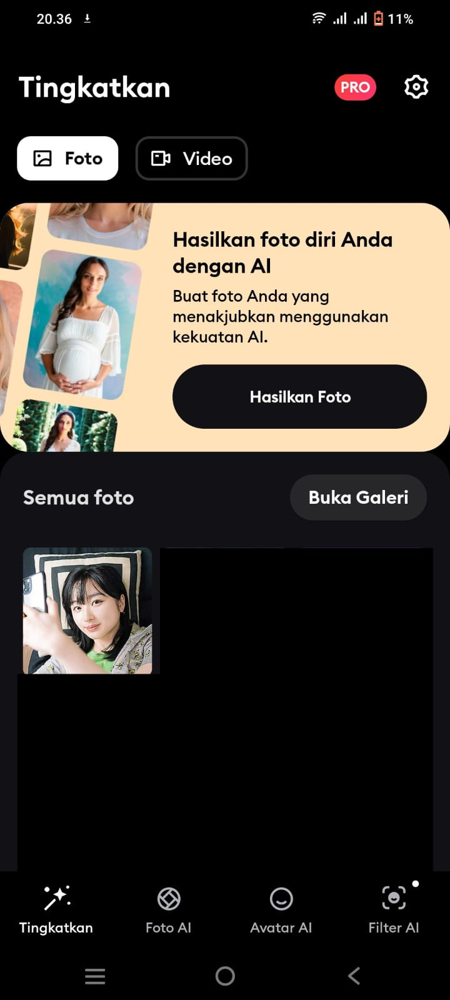 20.36
11%
Tingkatkan
PRO
Foto
Video
Hasilkan foto diri Anda
dengan AI
Buat foto Anda yang
menakjubkan menggunakan
kekuatan AI.
Hasilkan Foto
Semua foto
Buka Galeri
Tingkatkan
Foto AI
Avatar AI
Filter AI